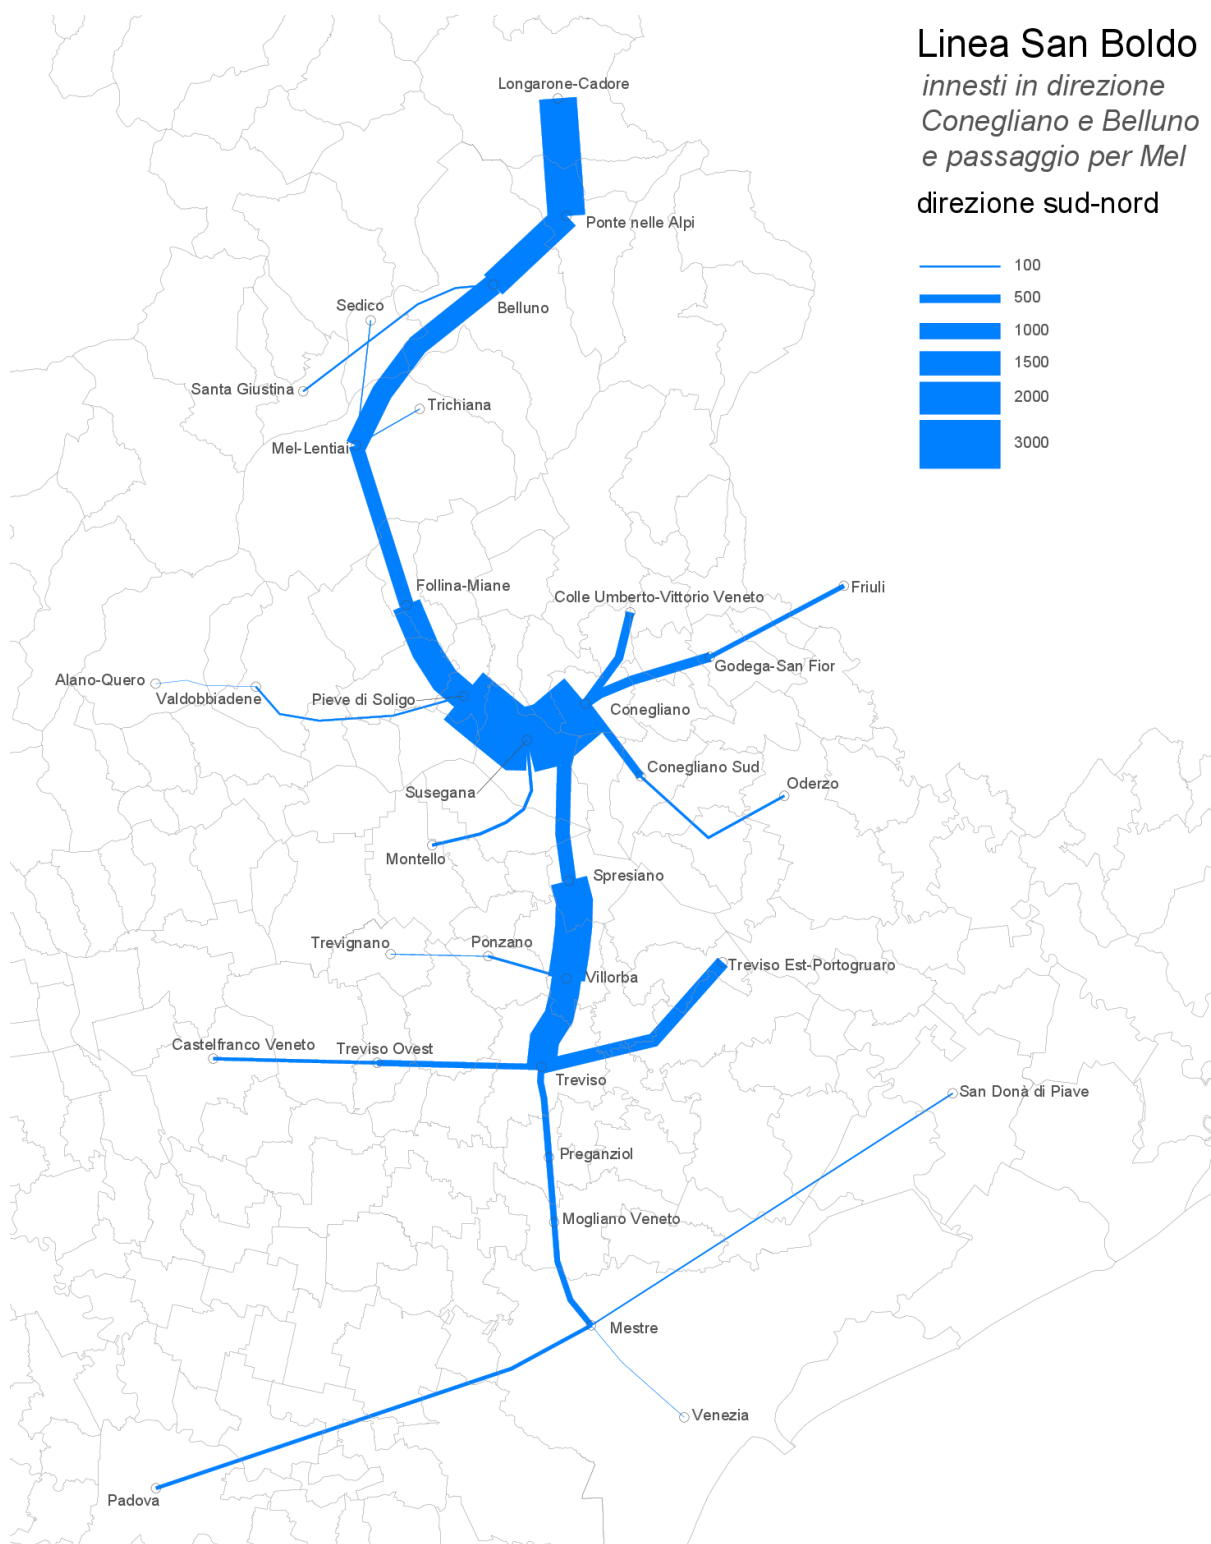 Linea San Boldo
innesti in direzione
Conegliano e Belluno
e passaggio per Mel
direzione sud-nord
100
500
1000
1500
2000
3000
Longarone-Cadore
Ponte nelle Alpi
Belluno
Sedico
Santa Giustina
Trichiana
Mel-Lentiai
Follina-Miane
Colle Umberto-Vittorio Veneto
Friuli
Godega-San Fior
Alano-Quero
Valdobbiadene
Pieve di Soligo
Conegliano
Conegliano Sud
Oderzo
Susegana
Montello
Spresiano
Trevignano
Ponzano
Villorba
Treviso Est-Portogruaro
Castelfranco Veneto
Treviso Ovest
Treviso
San Donà di Piave
Preganziol
Mogliano Veneto
Mestre
Venezia
Padova